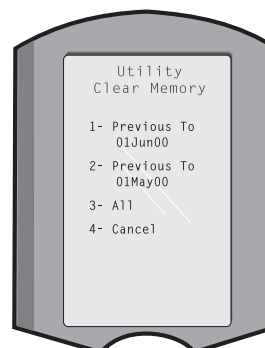 Utility
Clear Memory
1- Previous To
01Jun00
2- Previous To
01May00
3- All
4- Cancel